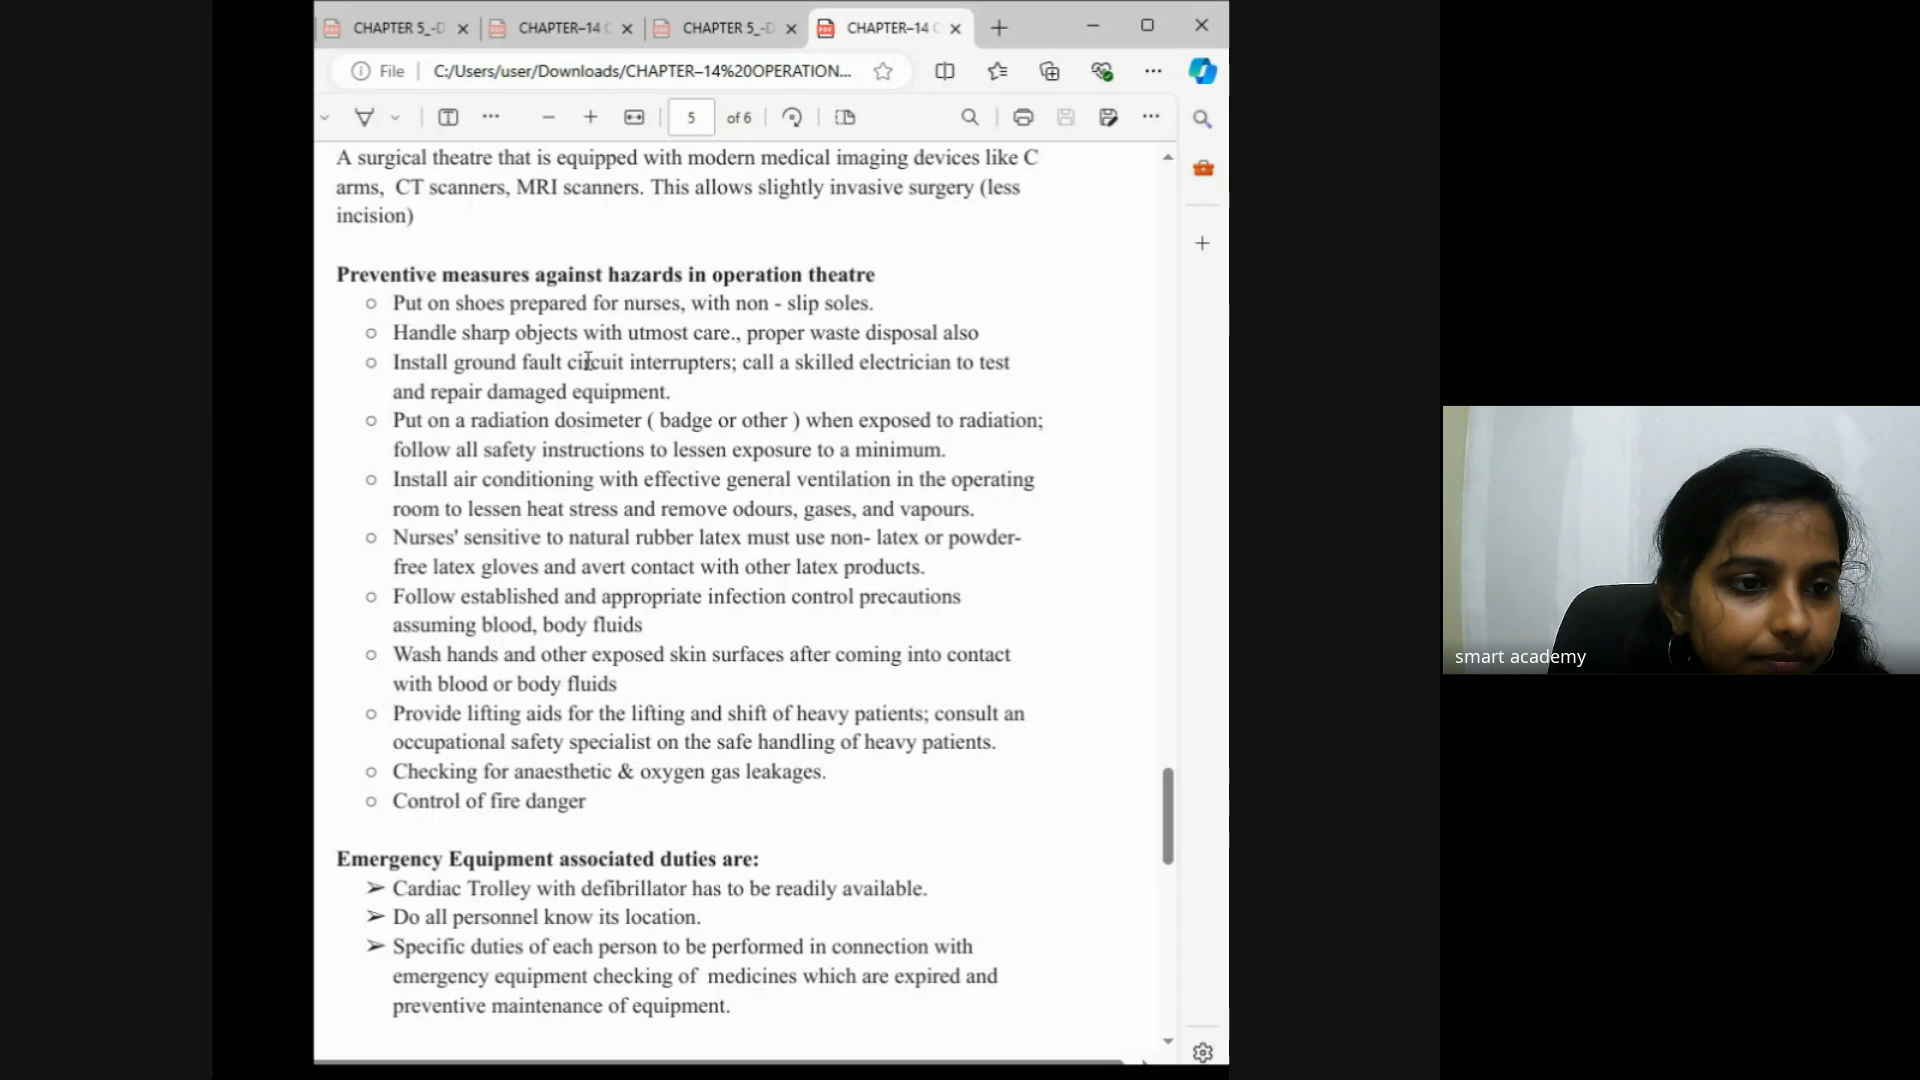 CHAPTER 5_-D
CHAPTER–14 C
CHAPTER 5_-D
CHAPTER–14 C
File
C:/Users/user/Downloads/CHAPTER–14%20OPERATION...
5 of 6
A surgical theatre that is equipped with modern medical imaging devices like C
arms, CT scanners, MRI scanners. This allows slightly invasive surgery (less
incision)
Preventive measures against hazards in operation theatre
○ Put on shoes prepared for nurses, with non - slip soles.
○ Handle sharp objects with utmost care., proper waste disposal also
○ Install ground fault circuit interrupters; call a skilled electrician to test
and repair damaged equipment.
○ Put on a radiation dosimeter ( badge or other ) when exposed to radiation;
follow all safety instructions to lessen exposure to a minimum.
○ Install air conditioning with effective general ventilation in the operating
room to lessen heat stress and remove odours, gases, and vapours.
○ Nurses' sensitive to natural rubber latex must use non- latex or powder-
free latex gloves and avert contact with other latex products.
○ Follow established and appropriate infection control precautions
assuming blood, body fluids
○ Wash hands and other exposed skin surfaces after coming into contact
with blood or body fluids
○ Provide lifting aids for the lifting and shift of heavy patients; consult an
occupational safety specialist on the safe handling of heavy patients.
○ Checking for anaesthetic & oxygen gas leakages.
○ Control of fire danger
Emergency Equipment associated duties are:
➢ Cardiac Trolley with defibrillator has to be readily available.
➢ Do all personnel know its location.
➢ Specific duties of each person to be performed in connection with
emergency equipment checking of medicines which are expired and
preventive maintenance of equipment.
smart academy